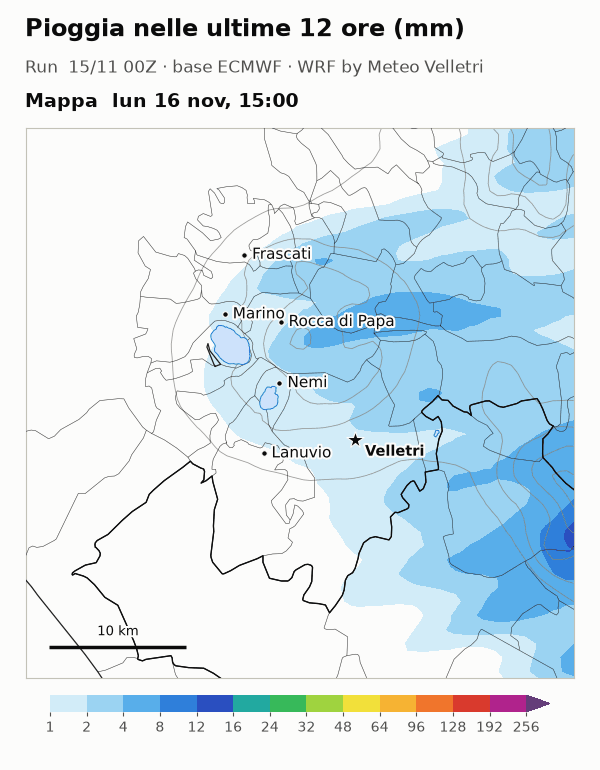 Pioggia nelle ultime 12 ore (mm)
Run  15/11 00Z · base ECMWF · WRF by Meteo Velletri
Mappa  lun 16 nov, 15:00
Frascati
Marino
Rocca di Papa
Nemi
Velletri
Lanuvio
10 km
1 2 4 8 12 16 24 32 48 64 96 128 192 256